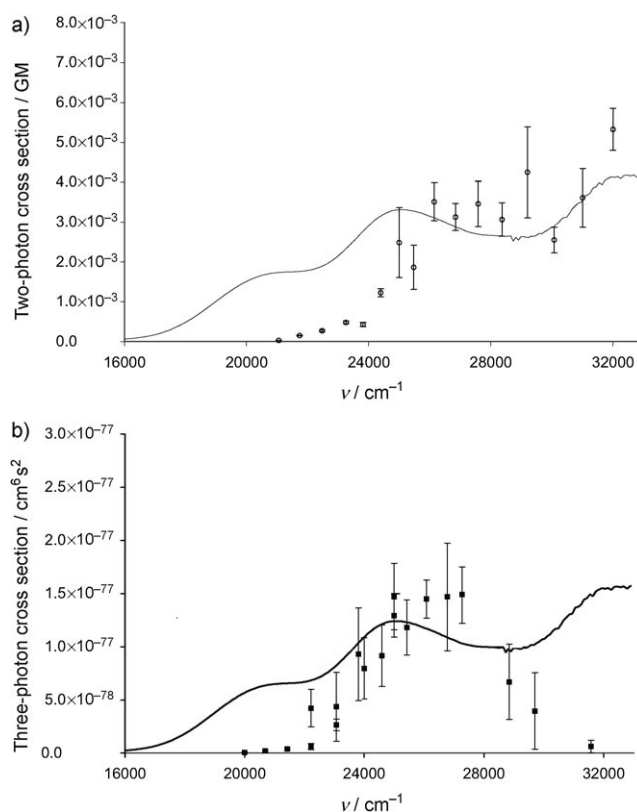 a)
Two-photon cross section / GM
8.0×10⁻³
7.0×10⁻³
6.0×10⁻³
5.0×10⁻³
4.0×10⁻³
3.0×10⁻³
2.0×10⁻³
1.0×10⁻³
0.0
16000 20000 24000 28000 32000
ν / cm⁻¹
b)
Three-photon cross section / cm⁶ s²
3.0×10⁻⁷⁷
2.5×10⁻⁷⁷
2.0×10⁻⁷⁷
1.5×10⁻⁷⁷
1.0×10⁻⁷⁷
5.0×10⁻⁷⁸
0.0
16000 20000 24000 28000 32000
ν / cm⁻¹